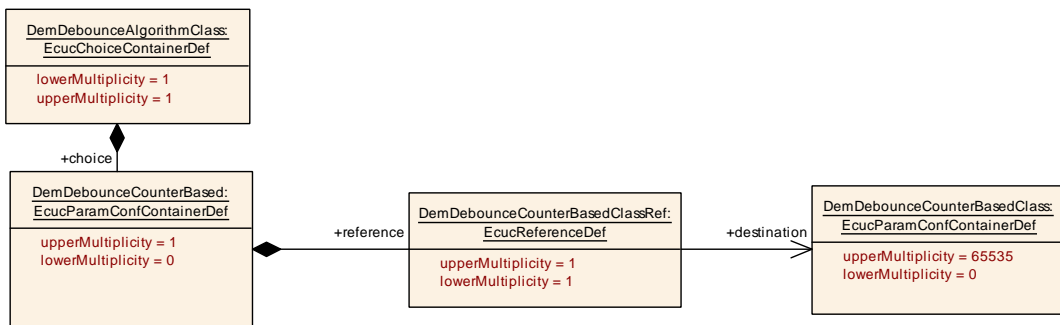 DemDebounceAlgorithmClass:
EcucChoiceContainerDef
lowerMultiplicity = 1
upperMultiplicity = 1
+choice
DemDebounceCounterBased:
EcucParamConfContainerDef
upperMultiplicity = 1
lowerMultiplicity = 0
+reference
DemDebounceCounterBasedClassRef:
EcucReferenceDef
upperMultiplicity = 1
lowerMultiplicity = 1
+destination
DemDebounceCounterBasedClass:
EcucParamConfContainerDef
upperMultiplicity = 65535
lowerMultiplicity = 0